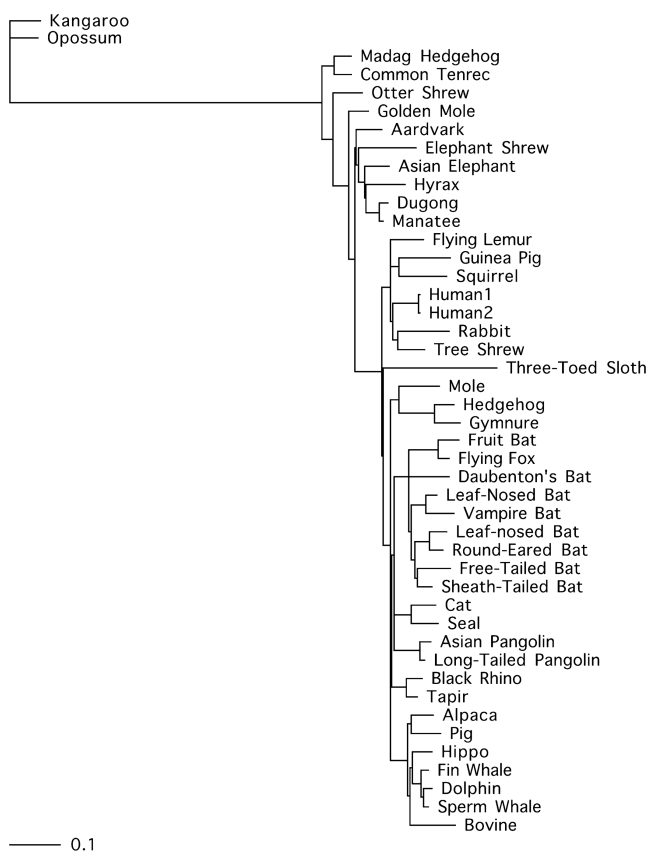 Kangaroo
Opossum
Madag Hedgehog
Common Tenrec
Otter Shrew
Golden Mole
Aardvark
Elephant Shrew
Asian Elephant
Hyrax
Dugong
Manatee
Flying Lemur
Guinea Pig
Squirrel
Human1
Human2
Rabbit
Tree Shrew
Three-Toed Sloth
Mole
Hedgehog
Gymnure
Fruit Bat
Flying Fox
Daubenton's Bat
Leaf-Nosed Bat
Vampire Bat
Leaf-nosed Bat
Round-Eared Bat
Free-Tailed Bat
Sheath-Tailed Bat
Cat
Seal
Asian Pangolin
Long-Tailed Pangolin
Black Rhino
Tapir
Alpaca
Pig
Hippo
Fin Whale
Dolphin
Sperm Whale
Bovine
0.1